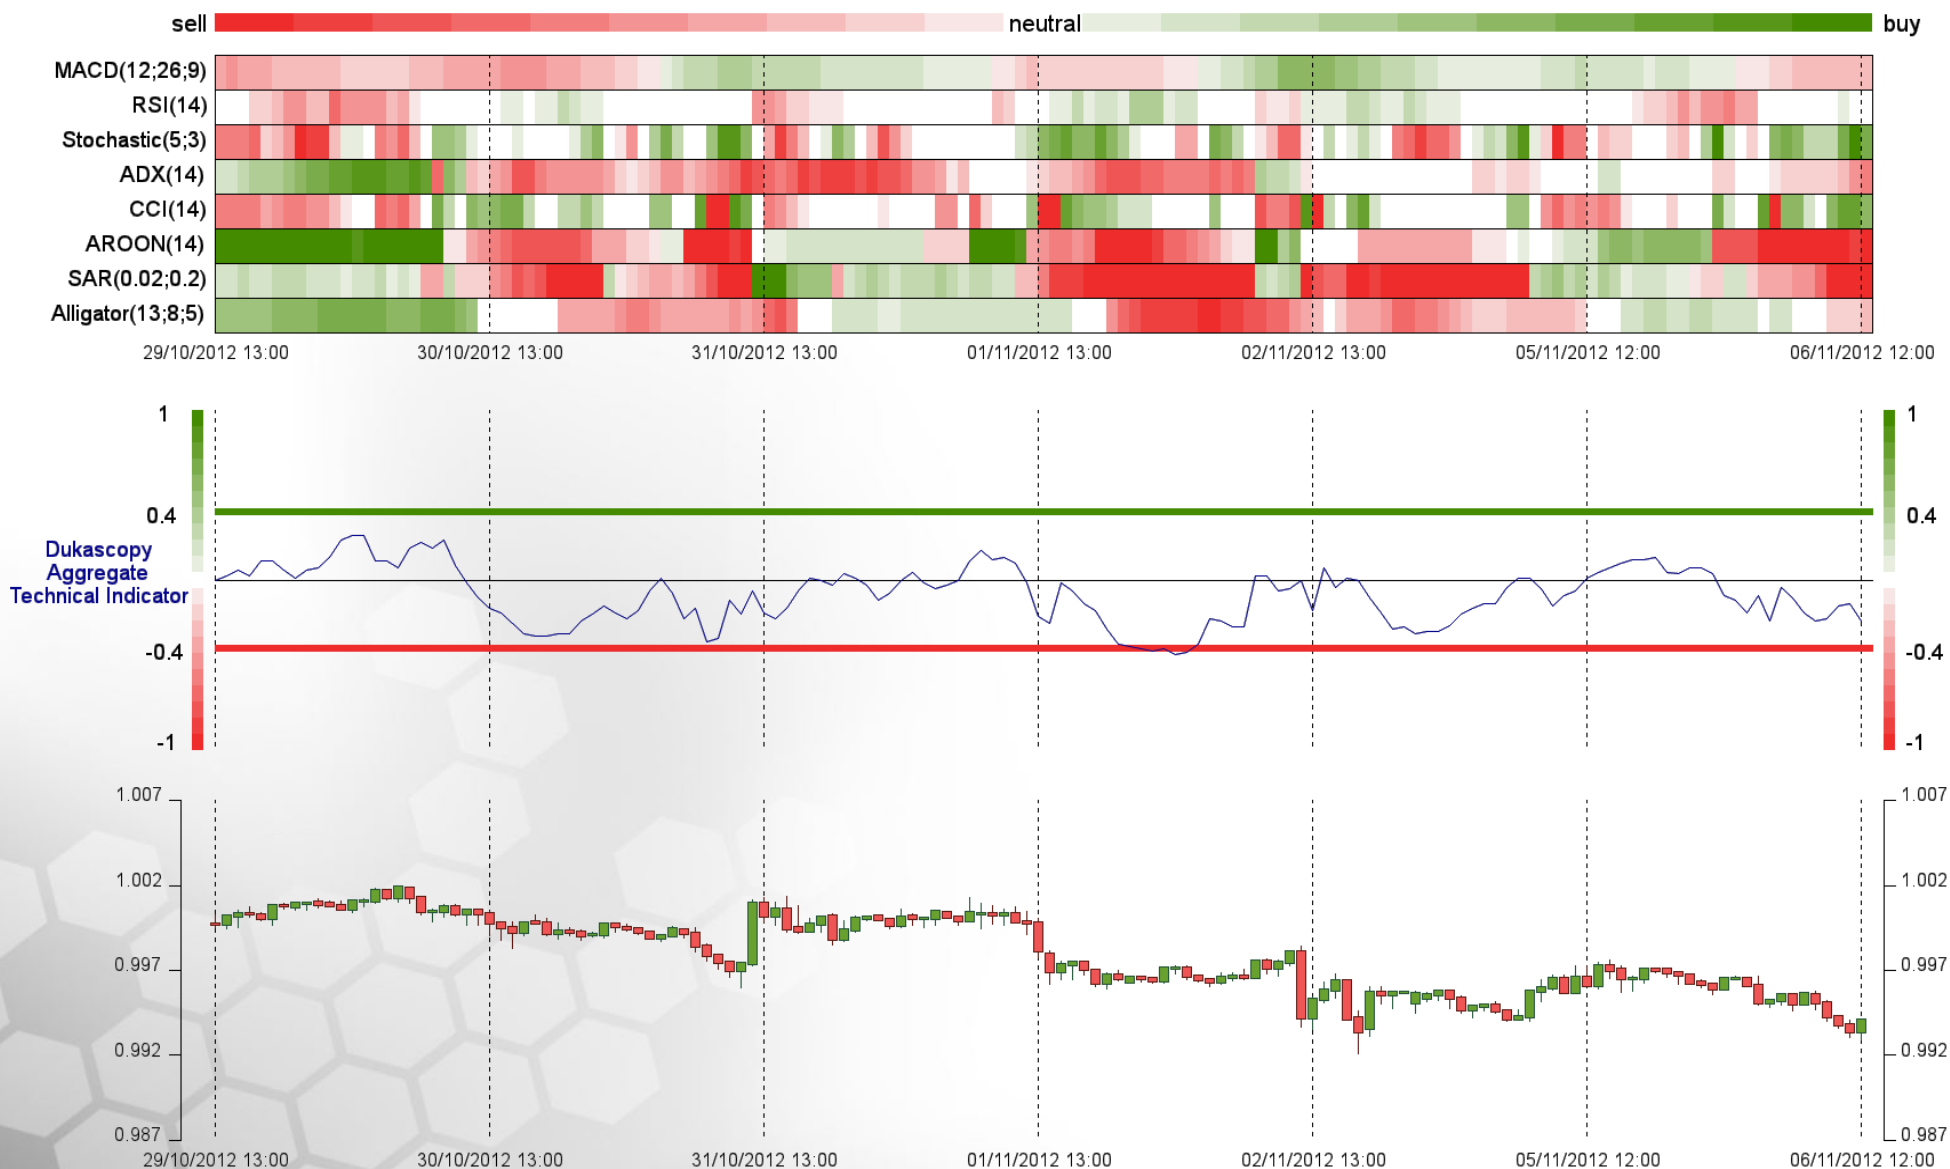 sell neutral buy
MACD(12;26;9)
RSI(14)
Stochastic(5;3)
ADX(14)
CCI(14)
AROON(14)
SAR(0.02;0.2)
Alligator(13;8;5)
29/10/2012 13:00 30/10/2012 13:00 31/10/2012 13:00 01/11/2012 13:00 02/11/2012 13:00 05/11/2012 12:00 06/11/2012 12:00
1 1
0.4 0.4
Dukascopy
Aggregate
Technical Indicator
-0.4 -0.4
-1 -1
1.007 1.007
1.002 1.002
0.997 0.997
0.992 0.992
0.987 0.987
29/10/2012 13:00 30/10/2012 13:00 31/10/2012 13:00 01/11/2012 13:00 02/11/2012 13:00 05/11/2012 12:00 06/11/2012 12:00